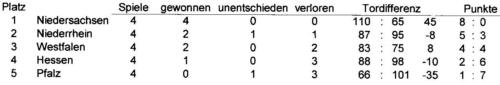 Platz Spiele gewonnen unentschieden verloren Tordifferenz Punkte
1 Niedersachsen 4 4 0 0 110 : 65 45 8 : 0
2 Niederrhein 4 2 1 1 87 : 95 -8 5 : 3
3 Westfalen 4 2 0 2 83 : 75 8 4 : 4
4 Hessen 4 1 0 3 88 : 98 -10 2 : 6
5 Pfalz 4 0 1 3 66 : 101 -35 1 : 7